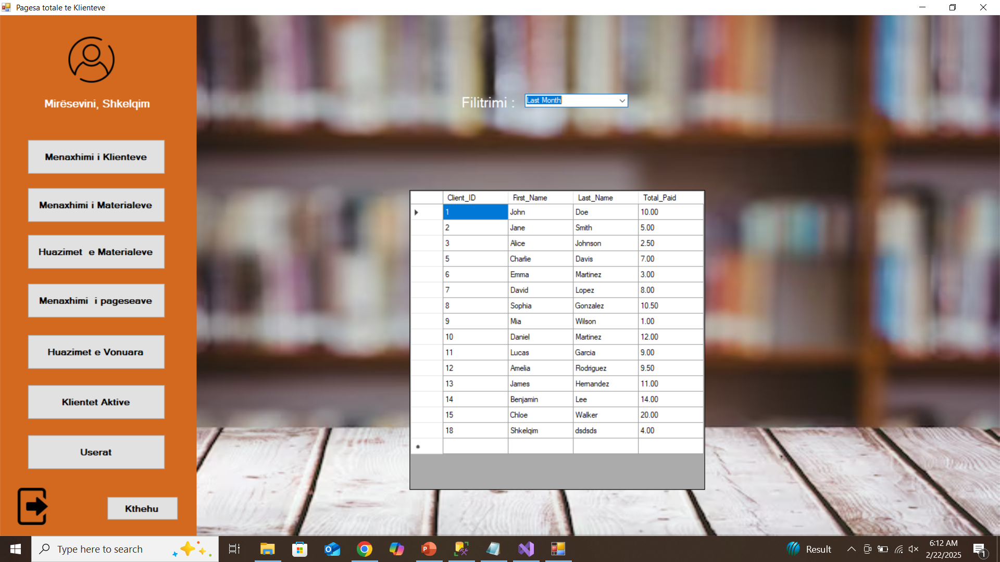 Pagesa totale te Klienteve
Mirësevini, Shkelqim
Menaxhimi i Klienteve
Menaxhimi i Materialeve
Huazimet  e Materialeve
Menaxhimi  i pageseave
Huazimet e Vonuara
Klientet Aktive
Userat
Kthehu
Filitrimi : Last Month
Client_ID First_Name Last_Name Total_Paid
1 John Doe 10.00
2 Jane Smith 5.00
3 Alice Johnson 2.50
5 Charlie Davis 7.00
6 Emma Martinez 3.00
7 David Lopez 8.00
8 Sophia Gonzalez 10.50
9 Mia Wilson 1.00
10 Daniel Martinez 12.00
11 Lucas Garcia 9.00
12 Amelia Rodriguez 9.50
13 James Hernandez 11.00
14 Benjamin Lee 14.00
15 Chloe Walker 20.00
18 Shkelqim dsdsds 4.00
Type here to search
Result
6:12 AM
2/22/2025
1